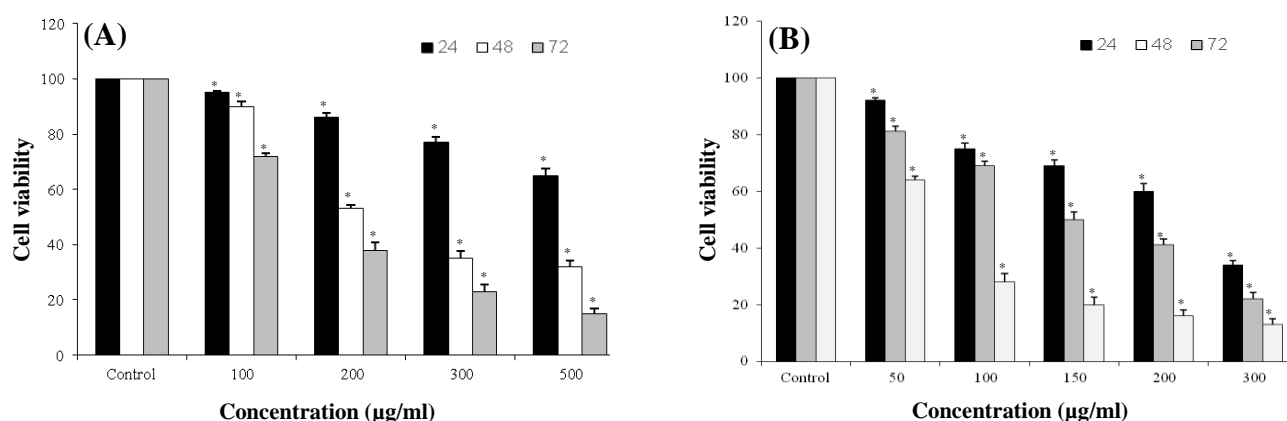 (A)
24 48 72
120
100
80
60
40
20
0
Cell viability
* * *
* * *
* * *
* * *
Control 100 200 300 500
Concentration (µg/ml)
(B)
24 48 72
120
100
80
60
40
20
0
Cell viability
* * *
* * *
* * *
* * *
* * *
Control 50 100 150 200 300
Concentration (µg/ml)